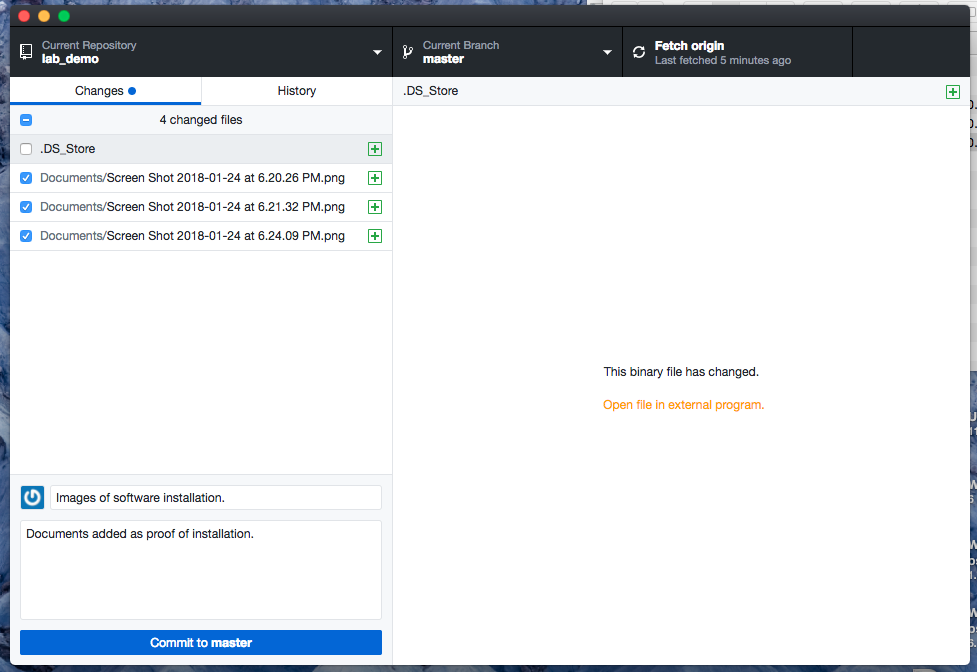 Current Repository
lab_demo
Current Branch
master
Fetch origin
Last fetched 5 minutes ago
Changes
History
.DS_Store
4 changed files
.DS_Store
Documents/Screen Shot 2018-01-24 at 6.20.26 PM.png
Documents/Screen Shot 2018-01-24 at 6.21.32 PM.png
Documents/Screen Shot 2018-01-24 at 6.24.09 PM.png
This binary file has changed.
Open file in external program.
Images of software installation.
Documents added as proof of installation.
Commit to master